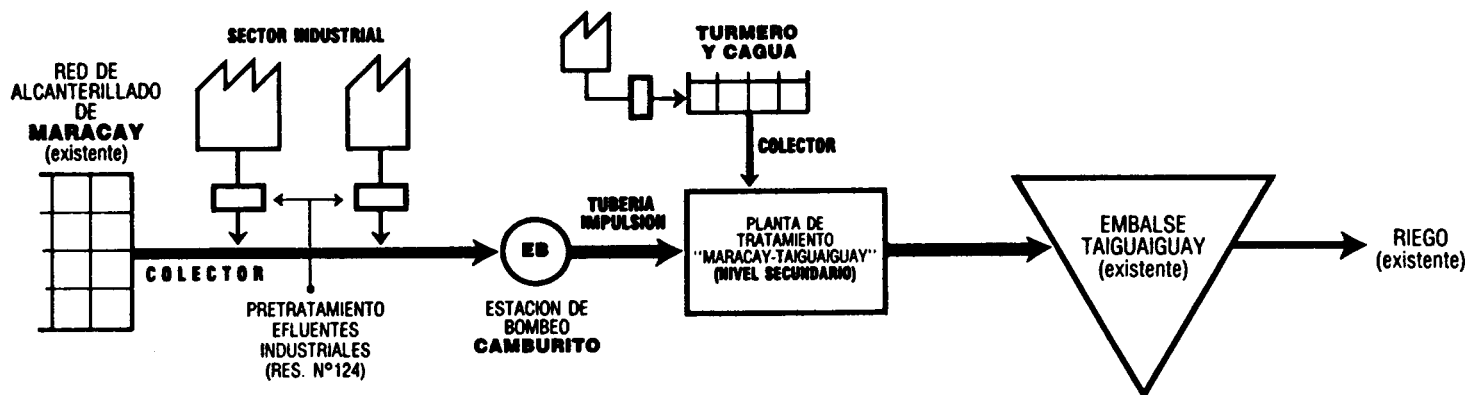 SECTOR INDUSTRIAL
RED DE
ALCANTERILLADO
DE
MARACAY
(existente)
COLECTOR
PRETRATAMIENTO
EFLUENTES
INDUSTRIALES
(RES. Nº124)
EB
ESTACION DE
BOMBEO
CAMBURITO
TUBERIA
IMPULSION
TURMERO
Y CAGUA
COLECTOR
PLANTA DE
TRATAMIENTO
"MARACAY-TAIGUAIGUAY"
(NIVEL SECUNDARIO)
EMBALSE
TAIGUAIGUAY
(existente)
RIEGO
(existente)